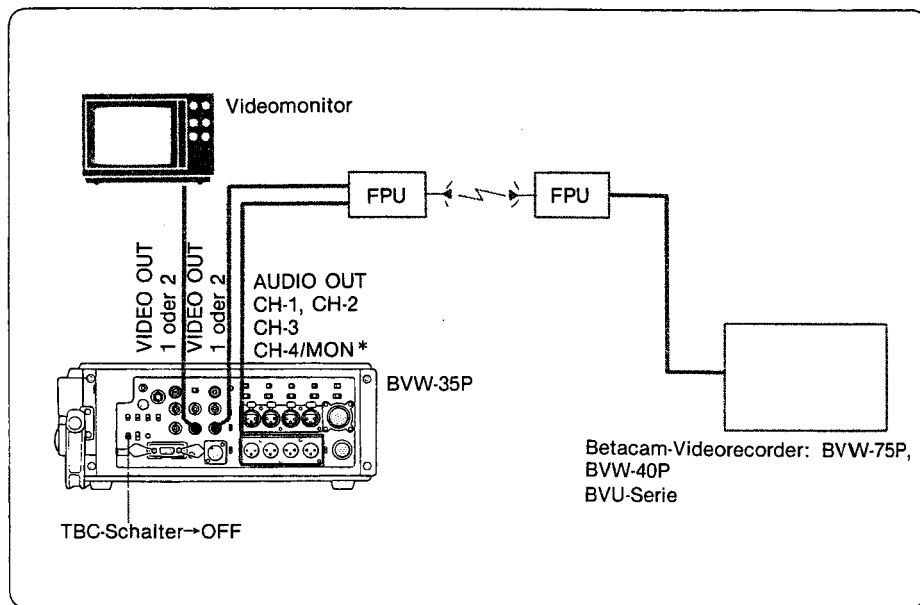 Videomonitor
FPU
FPU
VIDEO OUT
1 oder 2
VIDEO OUT
1 oder 2
AUDIO OUT
CH-1, CH-2
CH-3
CH-4/MON*
BVW-35P
Betacam-Videorecorder: BVW-75P,
BVW-40P
BVU-Serie
TBC-Schalter→OFF